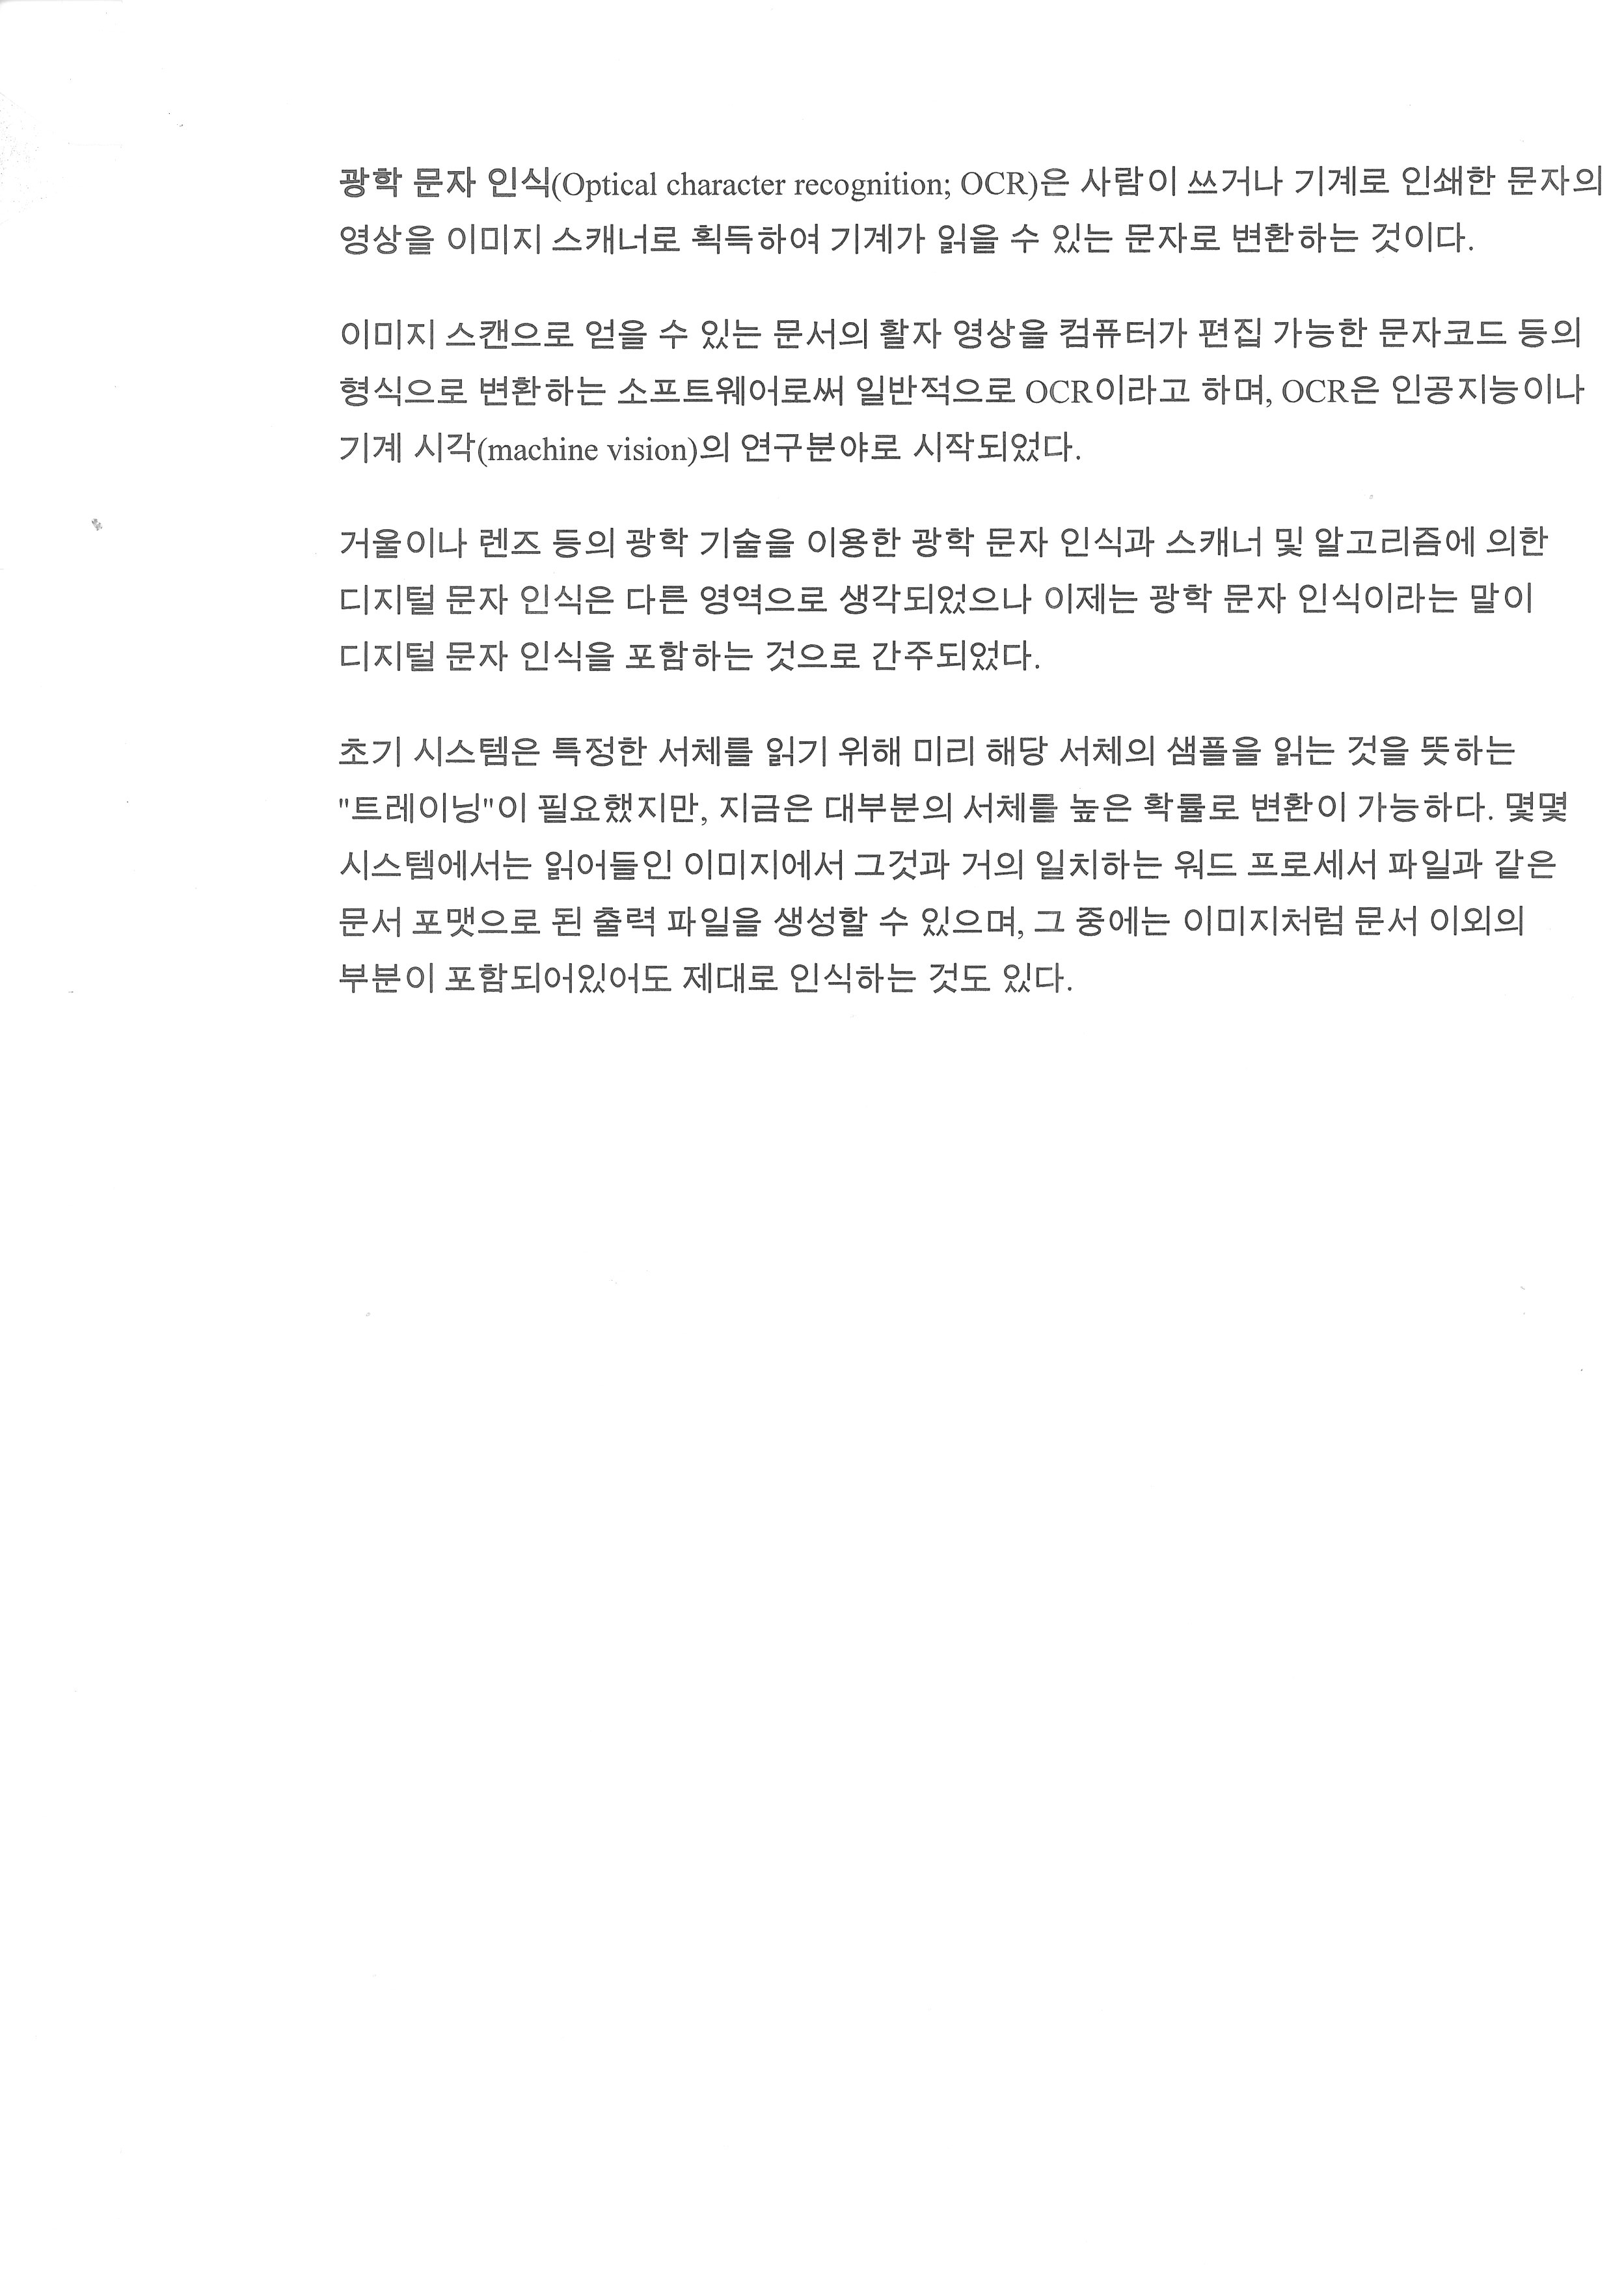 광학 문자 인식(Optical character recognition; OCR)은 사람이 쓰거나 기계로 인쇄한 문자의
영상을 이미지 스캐너로 획득하여 기계가 읽을 수 있는 문자로 변환하는 것이다.
이미지 스캔으로 얻을 수 있는 문서의 활자 영상을 컴퓨터가 편집 가능한 문자코드 등의
형식으로 변환하는 소프트웨어로써 일반적으로 OCR이라고 하며, OCR은 인공지능이나
기계 시각(machine vision)의 연구분야로 시작되었다.
거울이나 렌즈 등의 광학 기술을 이용한 광학 문자 인식과 스캐너 및 알고리즘에 의한
디지털 문자 인식은 다른 영역으로 생각되었으나 이제는 광학 문자 인식이라는 말이
디지털 문자 인식을 포함하는 것으로 간주되었다.
초기 시스템은 특정한 서체를 읽기 위해 미리 해당 서체의 샘플을 읽는 것을 뜻하는
"트레이닝"이 필요했지만, 지금은 대부분의 서체를 높은 확률로 변환이 가능하다. 몇몇
시스템에서는 읽어들인 이미지에서 그것과 거의 일치하는 워드 프로세서 파일과 같은
문서 포맷으로 된 출력 파일을 생성할 수 있으며, 그 중에는 이미지처럼 문서 이외의
부분이 포함되어있어도 제대로 인식하는 것도 있다.